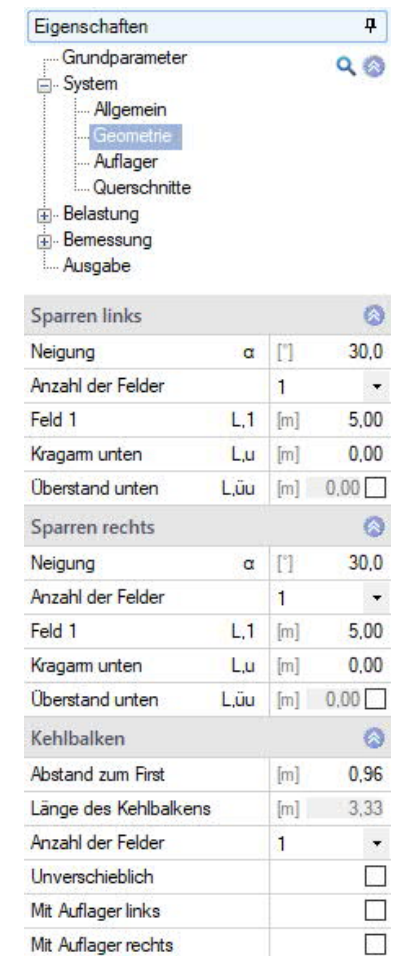 Eigenschaften
Grundparameter
System
Allgemein
Geometrie
Auflager
Querschnitte
Belastung
Bemessung
Ausgabe
Sparren links
Neigung α [°] 30,0
Anzahl der Felder 1
Feld 1 L,1 [m] 5,00
Kragarm unten L,u [m] 0,00
Überstand unten L,üu [m] 0,00
Sparren rechts
Neigung α [°] 30,0
Anzahl der Felder 1
Feld 1 L,1 [m] 5,00
Kragarm unten L,u [m] 0,00
Überstand unten L,üu [m] 0,00
Kehlbalken
Abstand zum First [m] 0,96
Länge des Kehlbalkens [m] 3,33
Anzahl der Felder 1
Unverschieblich
Mit Auflager links
Mit Auflager rechts